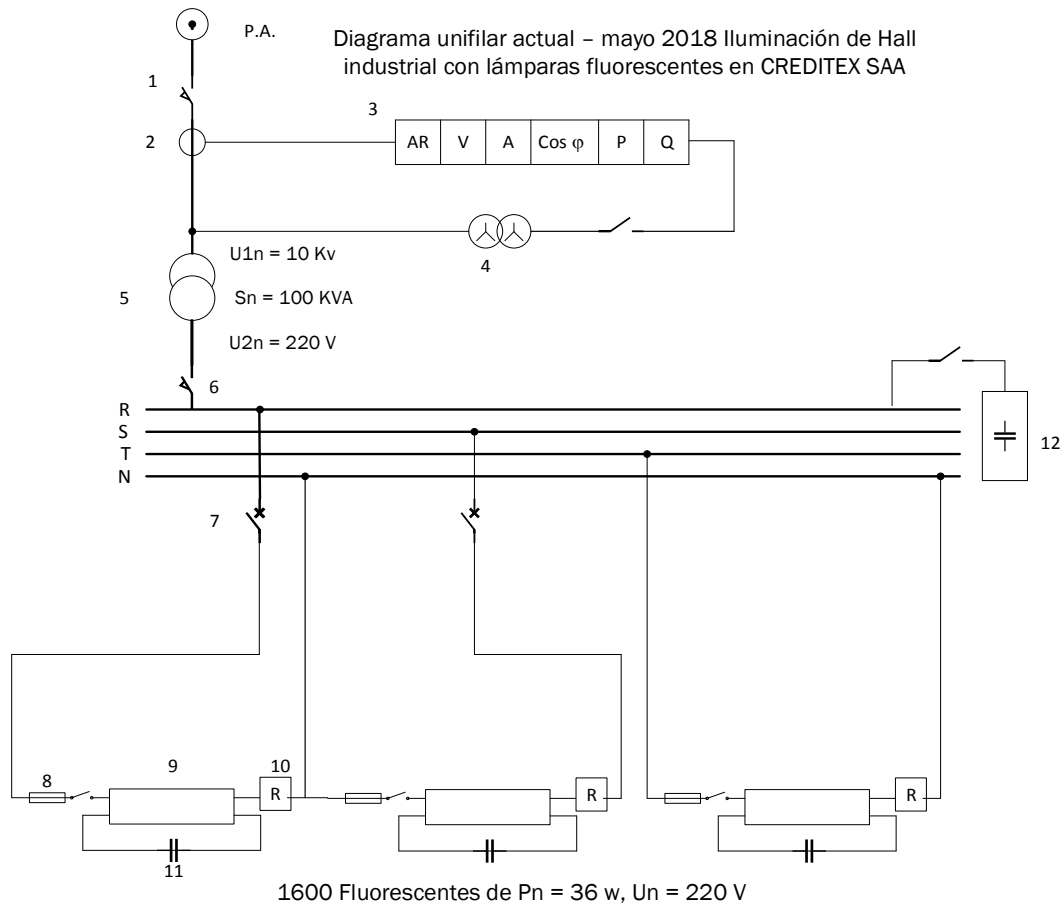 P.A.
Diagrama unifilar actual – mayo 2018 Iluminación de Hall
industrial con lámparas fluorescentes en CREDITEX SAA
1
3
2
AR V A Cos φ P Q
4
U1n = 10 Kv
5
Sn = 100 KVA
U2n = 220 V
6
R
S
T
N
12
7
8
9
10
R
R
R
11
1600 Fluorescentes de Pn = 36 w, Un = 220 V